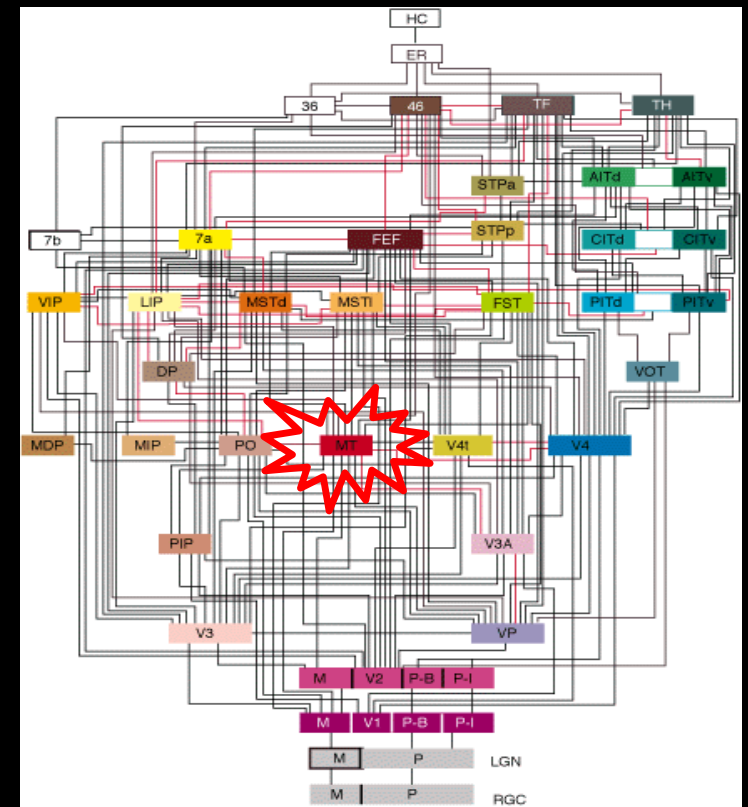 HC
ER
36 46 TF TH
STPa AITd AITv
7b 7a FEF STPp CITd CITv
VIP LIP MSTd MSTl FST PITd PITv
DP VOT
MDP MIP PO MT V4t V4
PIP V3A
V3 VP
M V2 P-B P-I
M V1 P-B P-I
M P LGN
M P RGC